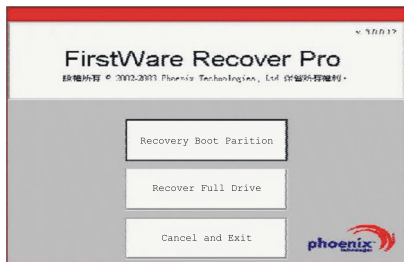 FirstWare Recover Pro
版權所有 © 2002-2003 Phoenix Technologies, Ltd 保留所有權利。
Recovery Boot Parition
Recover Full Drive
Cancel and Exit
phoenix
technologies